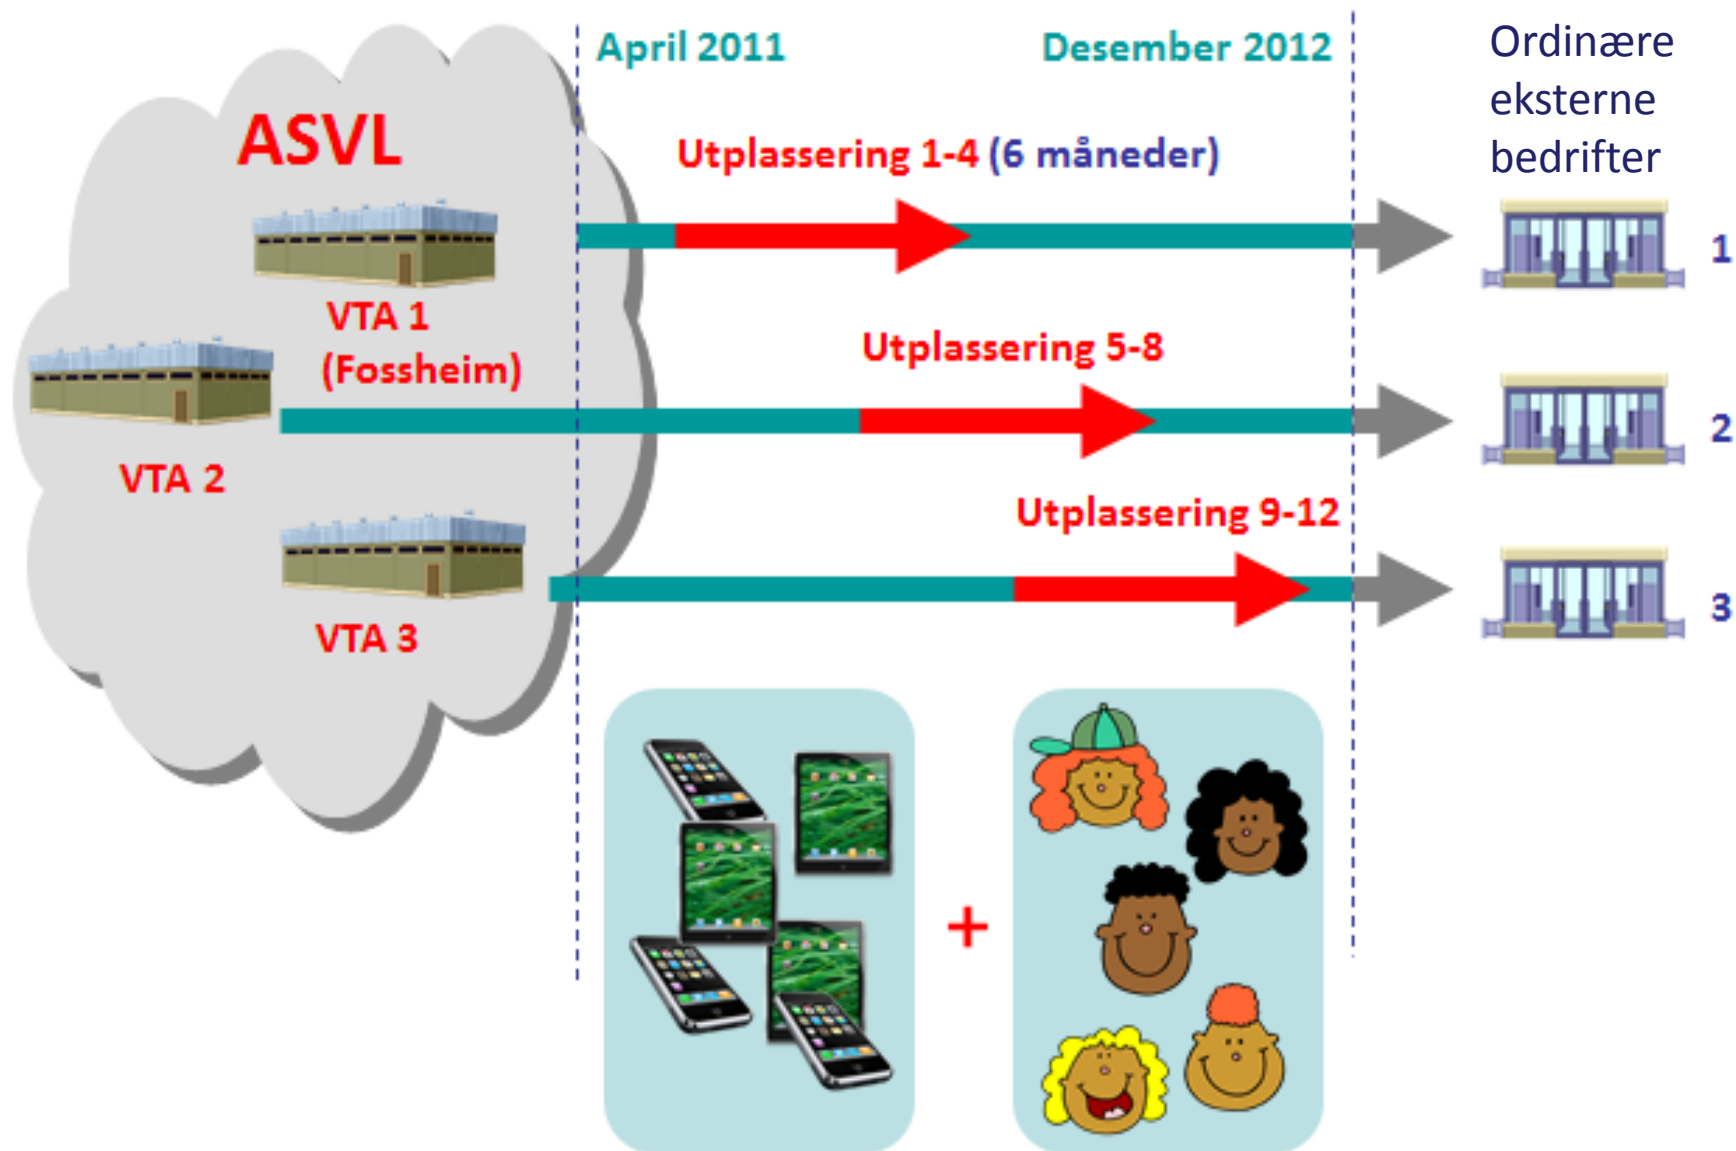 ASVL
April 2011
Desember 2012
Ordinære
eksterne
bedrifter
Utplassering 1-4 (6 måneder)
1
VTA 1
(Fossheim)
Utplassering 5-8
2
VTA 2
Utplassering 9-12
3
VTA 3
+